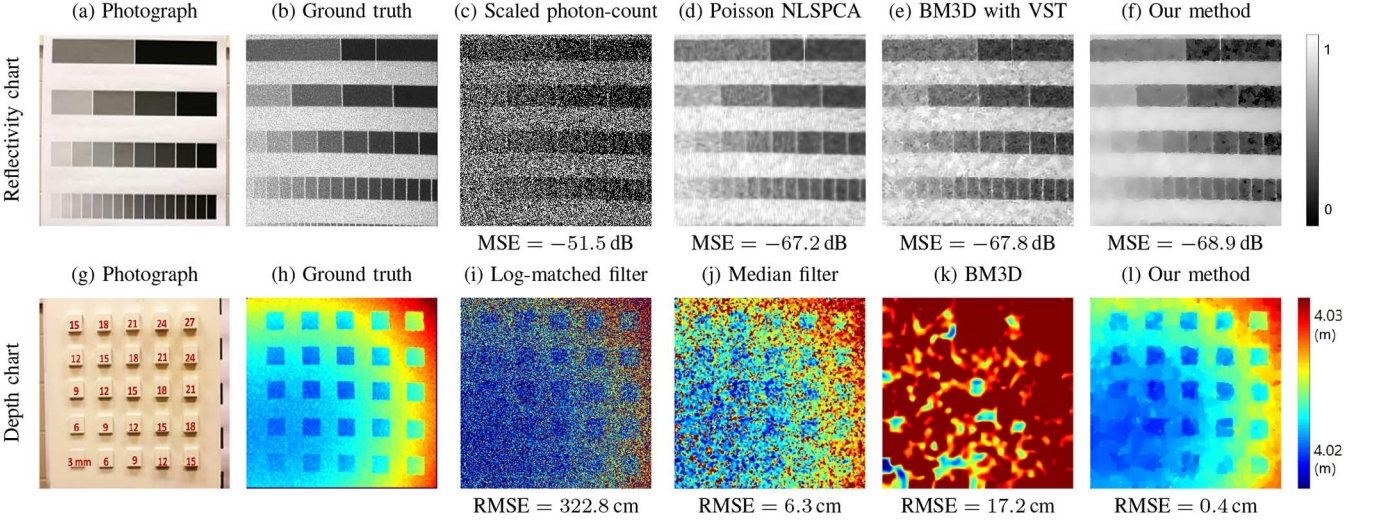 (a) Photograph
(b) Ground truth
(c) Scaled photon-count
(d) Poisson NLSPCA
(e) BM3D with VST
(f) Our method
Reflectivity chart
1
0
MSE = −51.5 dB
MSE = −67.2 dB
MSE = −67.8 dB
MSE = −68.9 dB
(g) Photograph
(h) Ground truth
(i) Log-matched filter
(j) Median filter
(k) BM3D
(l) Our method
Depth chart
15 18 21 24 27
12 15 18 21 24
9 12 15 18 21
6 9 12 15 18
3 mm 6 9 12 15
4.03
(m)
4.02
(m)
RMSE = 322.8 cm
RMSE = 6.3 cm
RMSE = 17.2 cm
RMSE = 0.4 cm